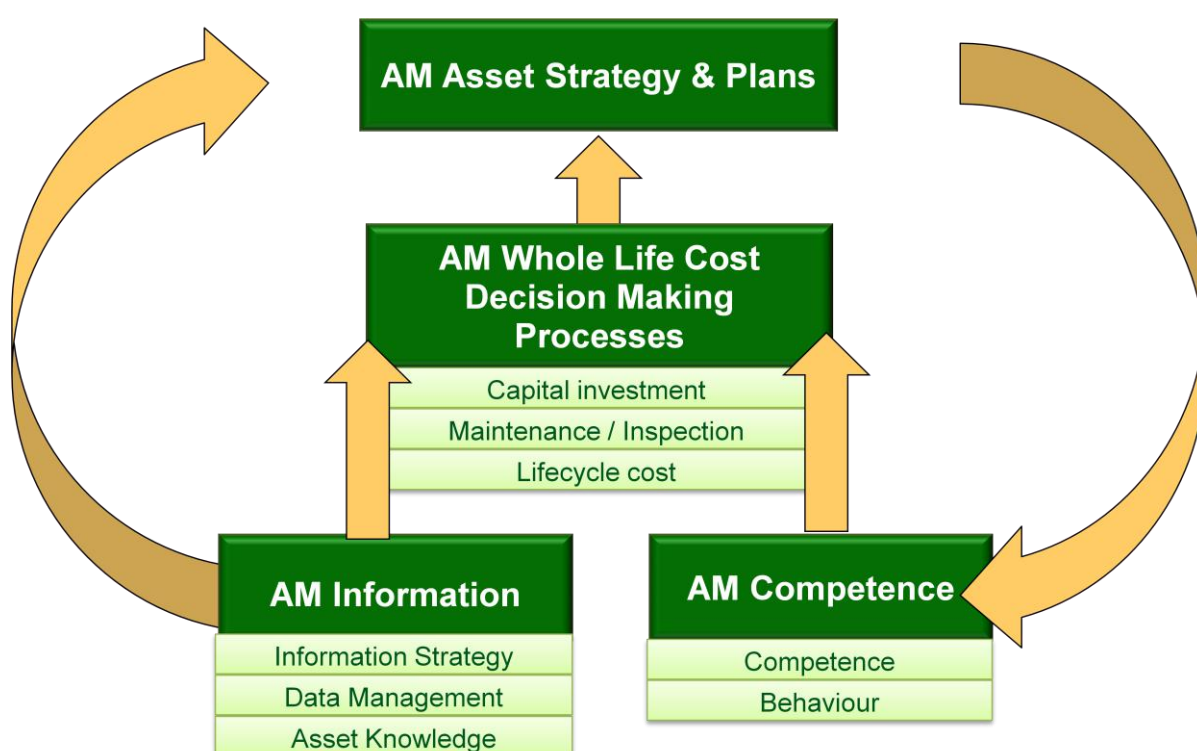 AM Asset Strategy & Plans
AM Whole Life Cost
Decision Making
Processes
Capital investment
Maintenance / Inspection
Lifecycle cost
AM Information
Information Strategy
Data Management
Asset Knowledge
AM Competence
Competence
Behaviour